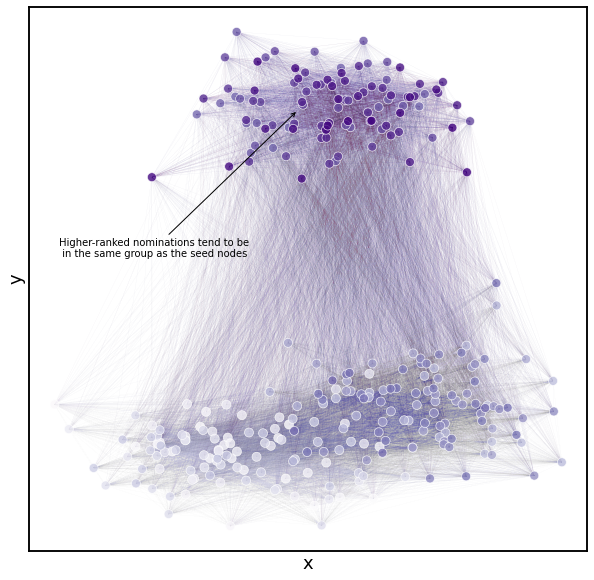 Higher-ranked nominations tend to be
in the same group as the seed nodes
y
x